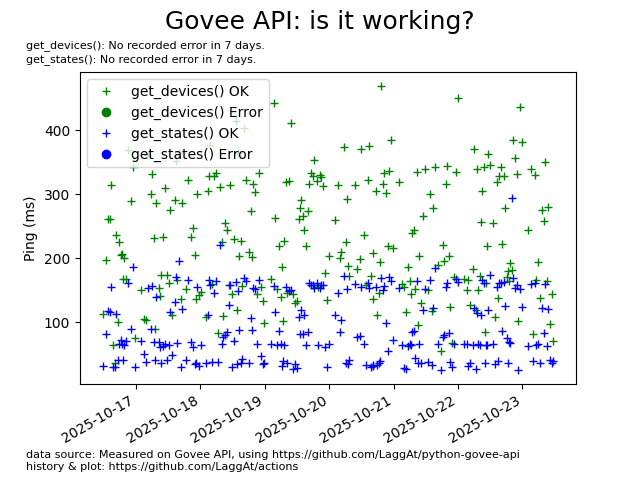 Govee API: is it working?
get_devices(): No recorded error in 7 days.
get_states(): No recorded error in 7 days.
get_devices() OK
get_devices() Error
get_states() OK
get_states() Error
Ping (ms)
400
300
200
100
2025-10-17
2025-10-18
2025-10-19
2025-10-20
2025-10-21
2025-10-22
2025-10-23
data source: Measured on Govee API, using https://github.com/LaggAt/python-govee-api
history & plot: https://github.com/LaggAt/actions